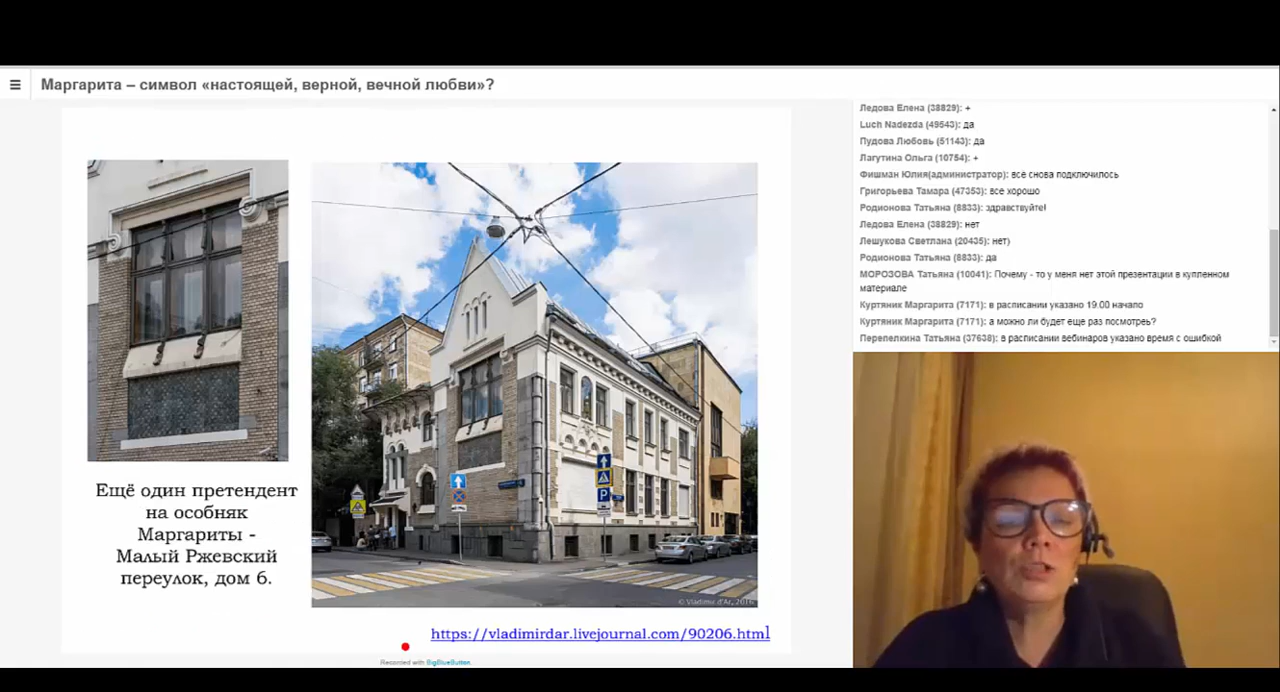 Маргарита – символ «настоящей, верной, вечной любви»?
Ещё один претендент
на особняк
Маргариты -
Малый Ржевский
переулок, дом 6.
© Vladimir d'Ar, 2016
https://vladimirdar.livejournal.com/90206.html
Recorded with BigBlueButton.
Ледова Елена (38829): +
Luch Nadezda (49543): да
Пудова Любовь (51143): да
Лагутина Ольга (10754): +
Фишман Юлия(администратор): всё снова подключилось
Григорьева Тамара (47353): все хорошо
Родионова Татьяна (8833): здравствуйте!
Ледова Елена (38829): нет
Лешукова Светлана (20435): нет)
Родионова Татьяна (8833): да
МОРОЗОВА Татьяна (10041): Почему - то у меня нет этой презентации в купленном
материале
Куртяник Маргарита (7171): в расписании указано 19.00 начало
Куртяник Маргарита (7171): а можно ли будет еще раз посмотреь?
Перепелкина Татьяна (37638): в расписании вебинаров указано время с ошибкой